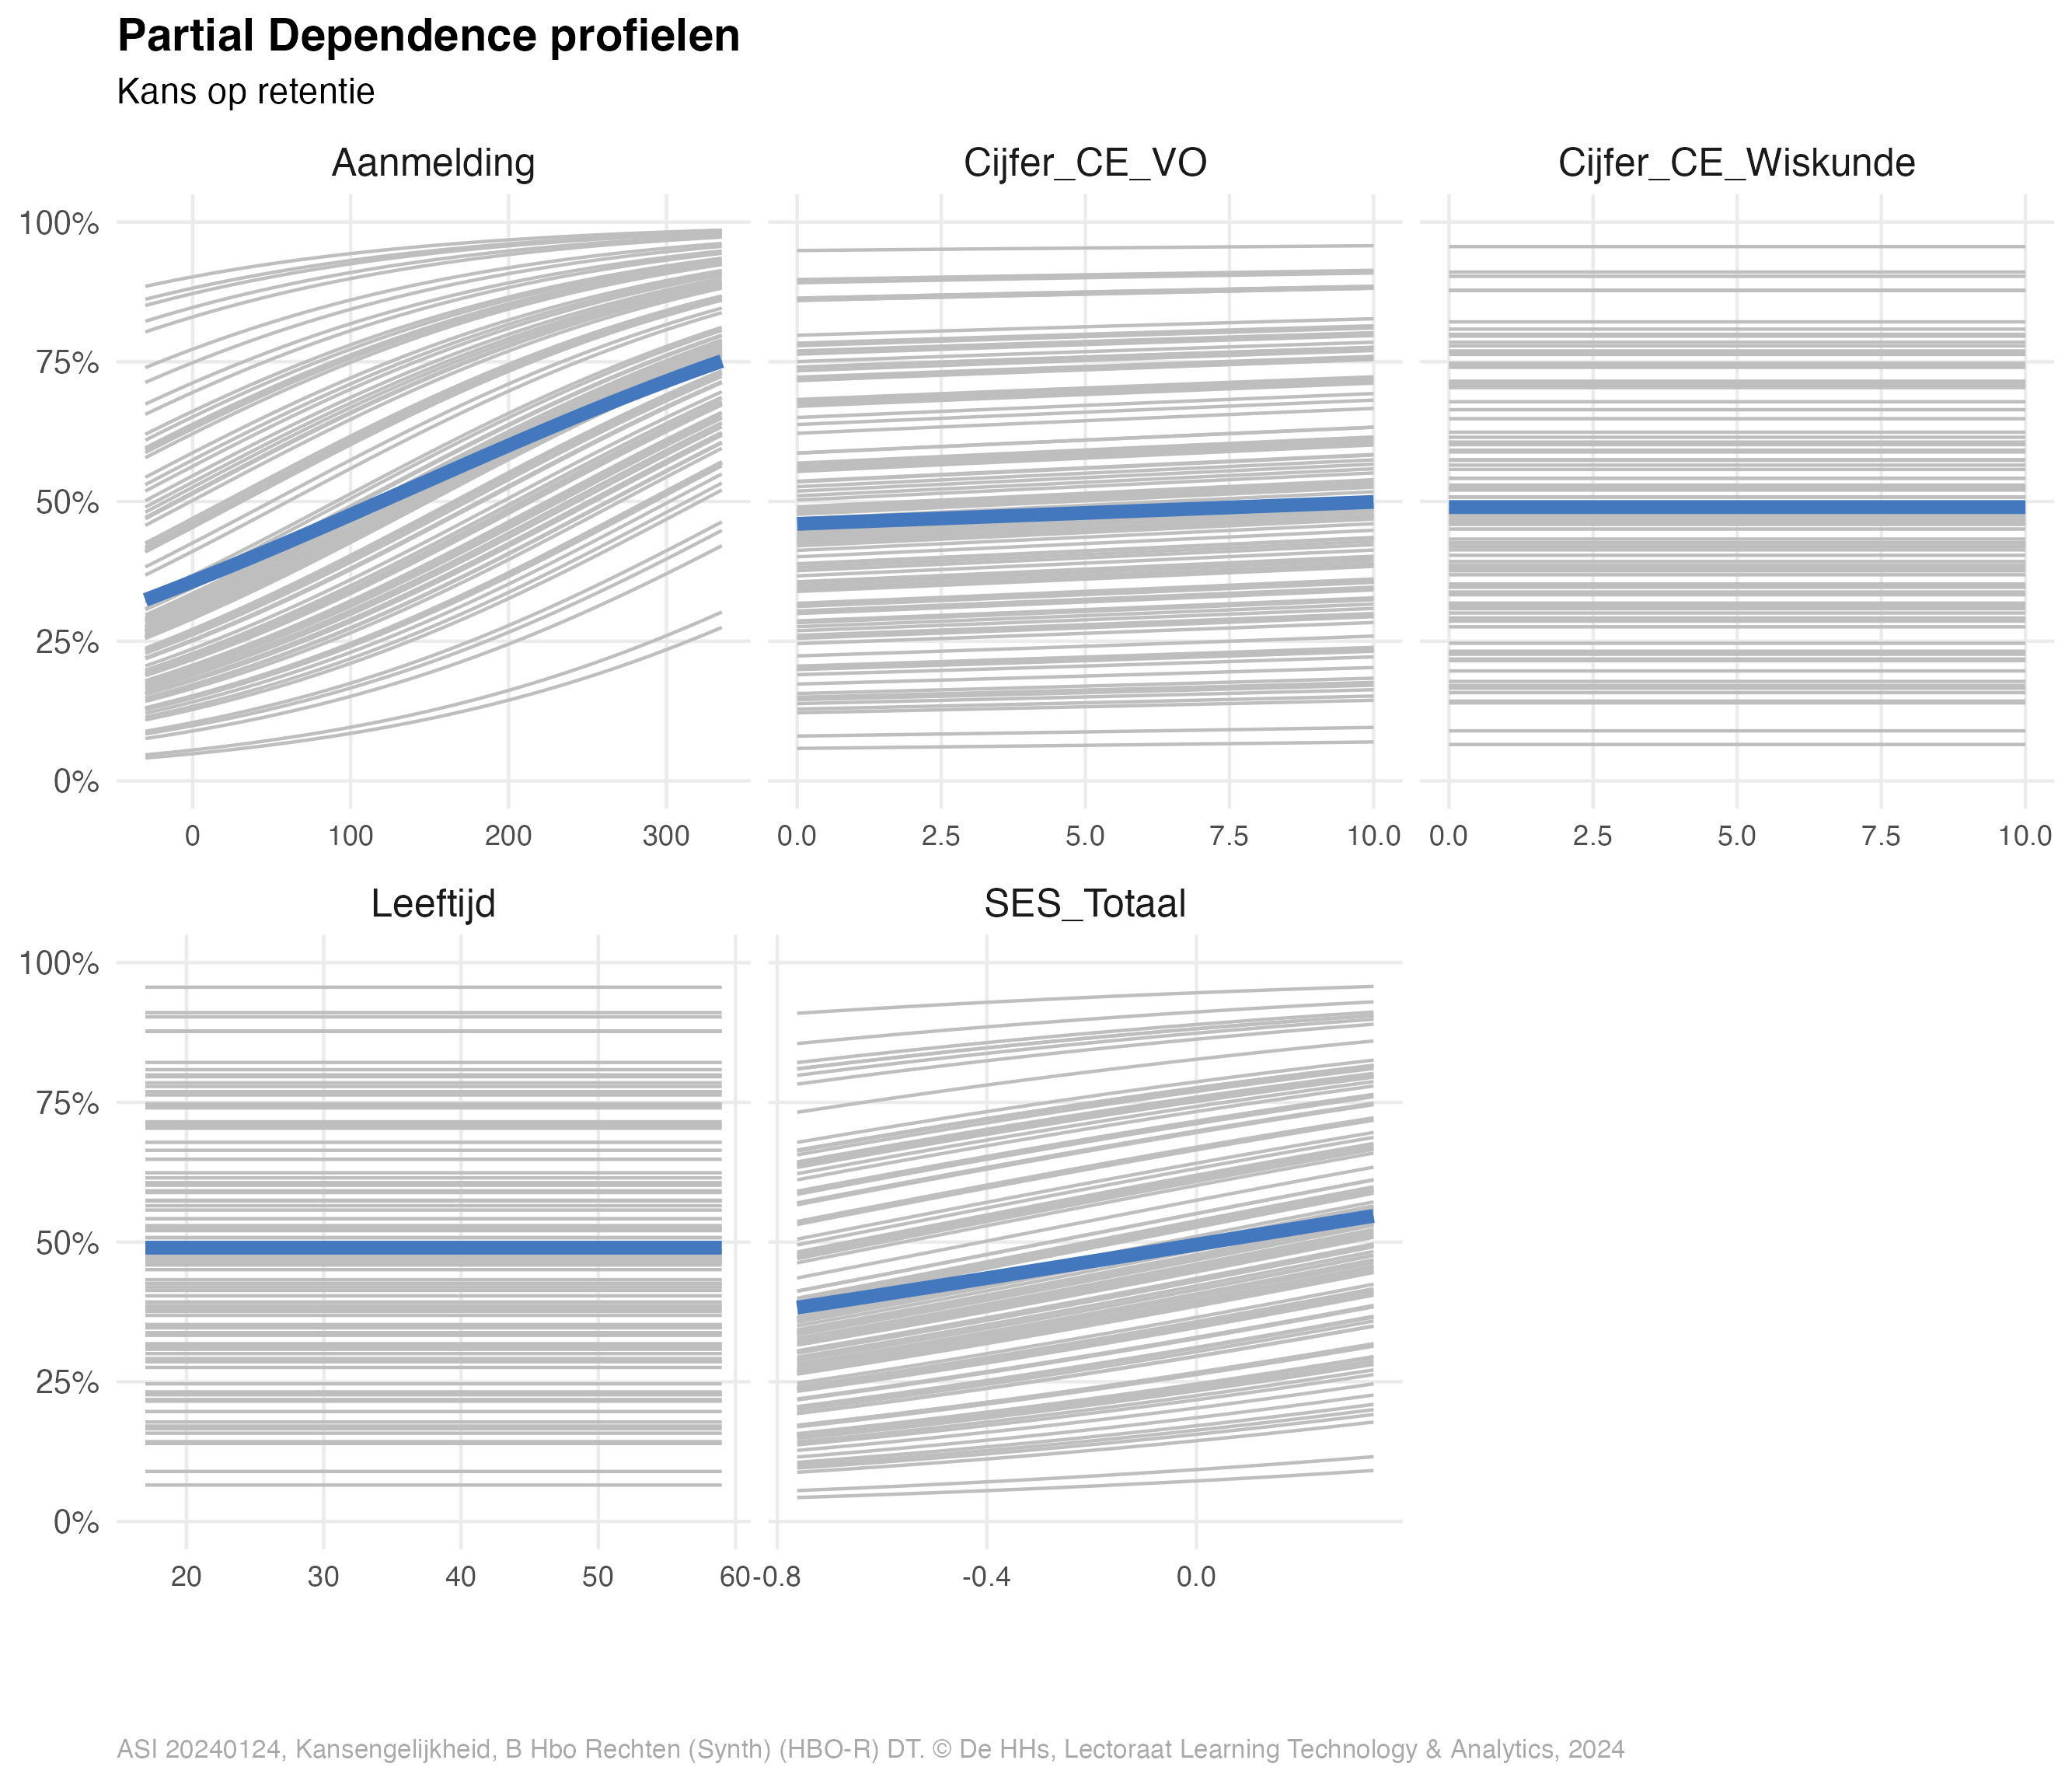 Partial Dependence profielen
Kans op retentie
Aanmelding
Cijfer_CE_VO
Cijfer_CE_Wiskunde
100%
75%
50%
25%
0%
0 100 200 300
0.0 2.5 5.0 7.5 10.0
0.0 2.5 5.0 7.5 10.0
Leeftijd
SES_Totaal
100%
75%
50%
25%
0%
20 30 40 50 60
-0.8 -0.4 0.0
ASI 20240124, Kansengelijkheid, B Hbo Rechten (Synth) (HBO-R) DT. © De HHs, Lectoraat Learning Technology & Analytics, 2024